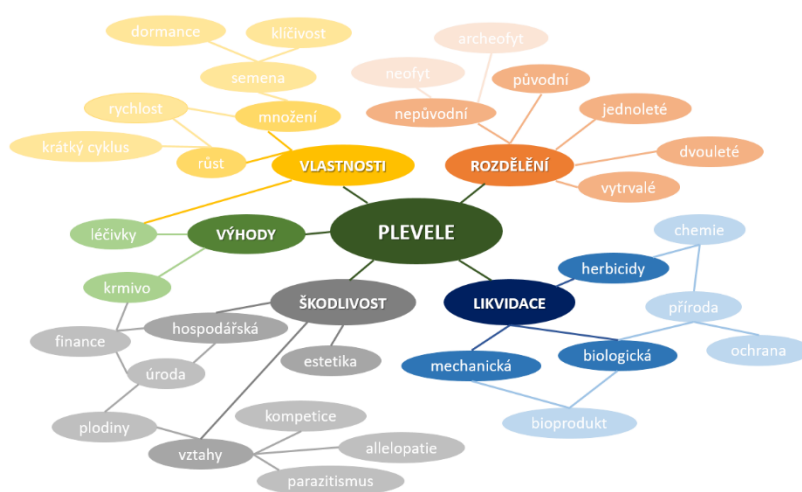 dormance
klíčivost
semena
rychlost
množení
krátký cyklus
růst
VLASTNOSTI
archeofyt
neofyt
původní
nepůvodní
jednoleté
dvouleté
vytrvalé
ROZDĚLĚNÍ
PLEVELE
léčivky
VÝHODY
krmivo
ŠKODLIVOST
finance
hospodářská
estetika
úroda
plodiny
vztahy
kompetice
allelopatie
parazitismus
LIKVIDACE
herbicidy
chemie
příroda
ochrana
mechanická
biologická
bioprodukt